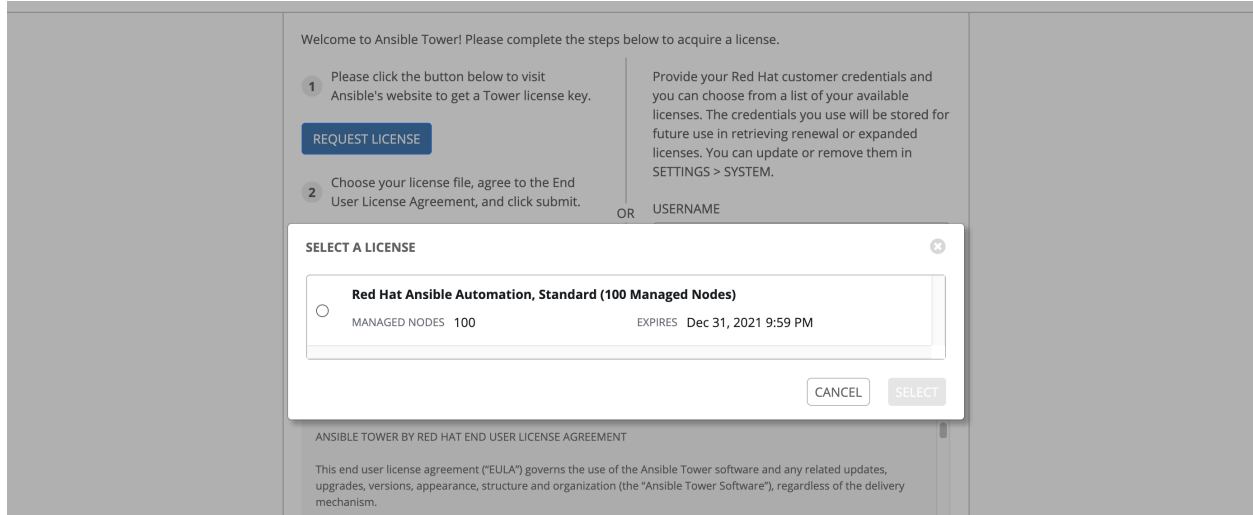 Welcome to Ansible Tower! Please complete the steps below to acquire a license.
1
Please click the button below to visit
Ansible's website to get a Tower license key.
REQUEST LICENSE
2
Choose your license file, agree to the End
User License Agreement, and click submit.
OR
Provide your Red Hat customer credentials and
you can choose from a list of your available
licenses. The credentials you use will be stored for
future use in retrieving renewal or expanded
licenses. You can update or remove them in
SETTINGS > SYSTEM.
USERNAME
SELECT A LICENSE
Red Hat Ansible Automation, Standard (100 Managed Nodes)
MANAGED NODES 100 EXPIRES Dec 31, 2021 9:59 PM
CANCEL SELECT
ANSIBLE TOWER BY RED HAT END USER LICENSE AGREEMENT
This end user license agreement (“EULA”) governs the use of the Ansible Tower software and any related updates,
upgrades, versions, appearance, structure and organization (the “Ansible Tower Software”), regardless of the delivery
mechanism.